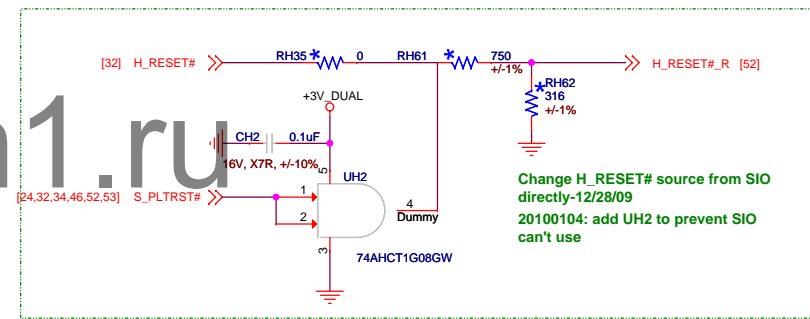 [32] H_RESET# RH35 * 0 RH61 * 750 H_RESET#_R [52]
+/-1%
*RH62
316
+/-1%
+3V_DUAL
CH2 0.1uF
16V, X7R, +/-10%
n1.ru
5 UH2
[24,32,34,46,52,53] S_PLTRST# 1
2
4
Dummy
3
74AHCT1G08GW
Change H_RESET# source from SIO
directly-12/28/09
20100104: add UH2 to prevent SIO
can't use